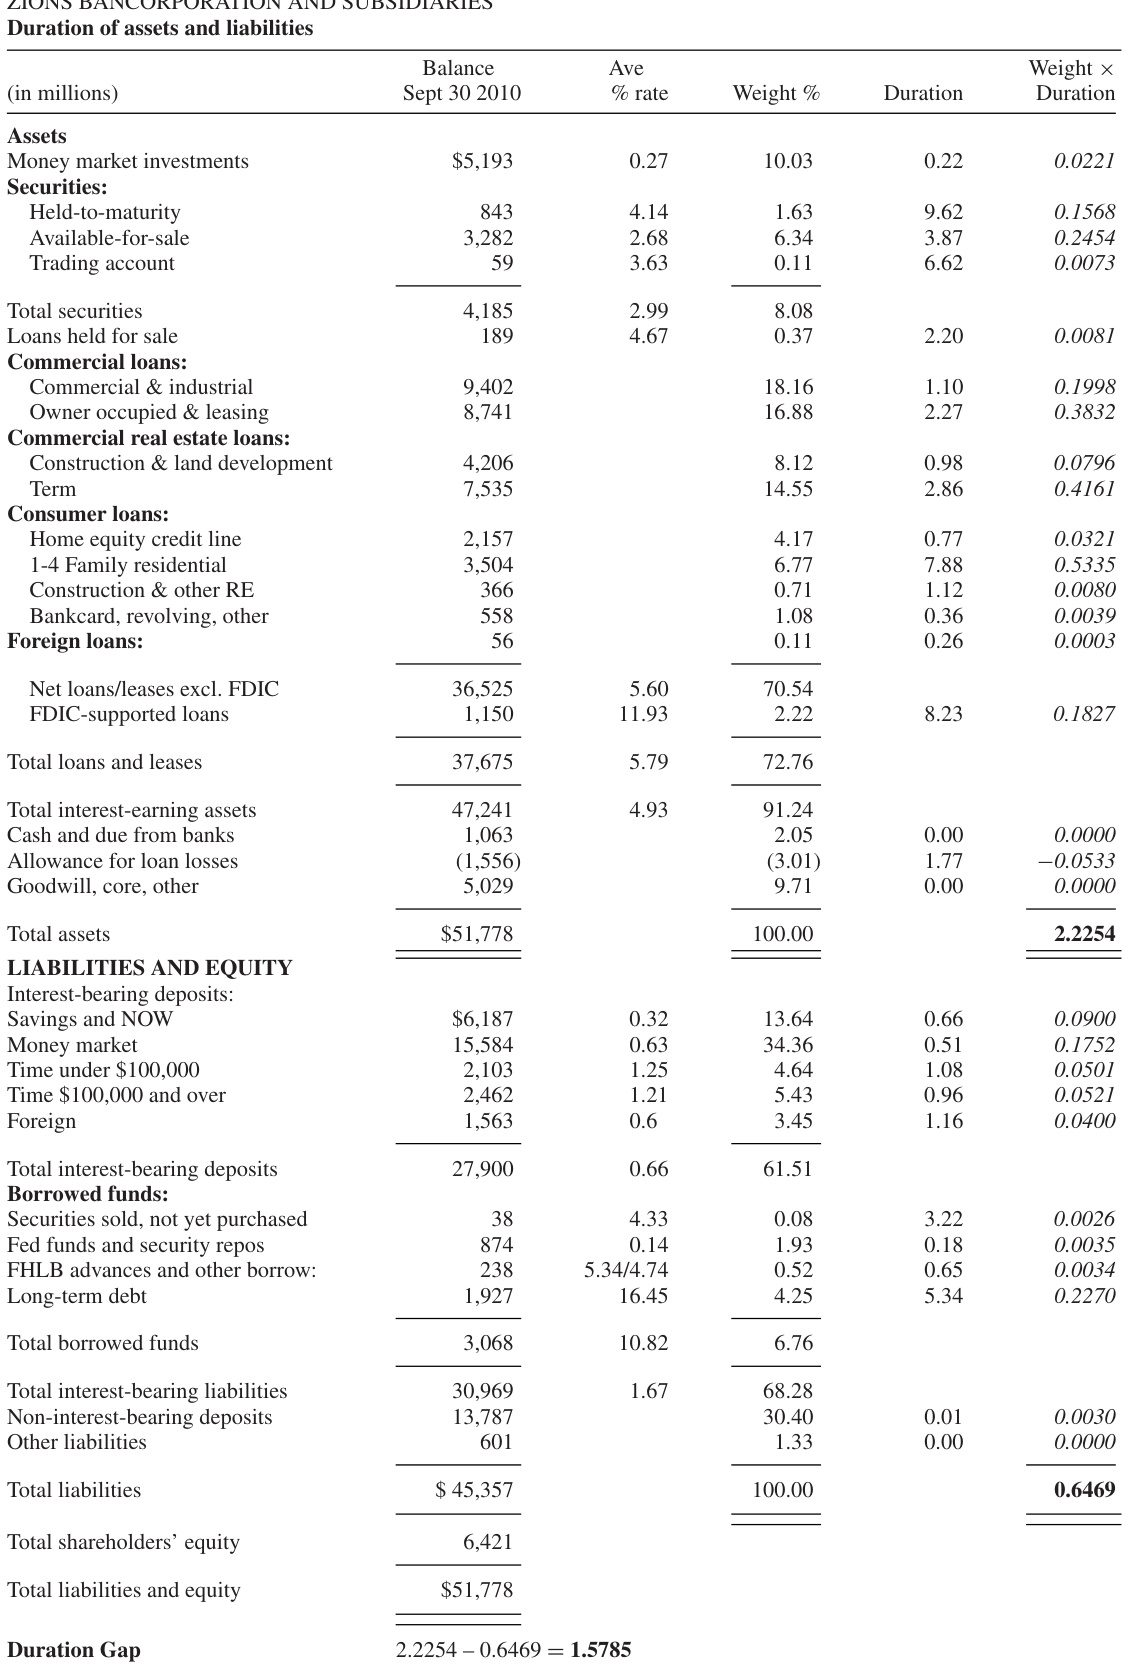 ZIONS BANCORPORATION AND SUBSIDIARIES
Duration of assets and liabilities
Balance Ave Weight ×
(in millions) Sept 30 2010 % rate Weight % Duration Duration
Assets
Money market investments $5,193 0.27 10.03 0.22 0.0221
Securities:
Held-to-maturity 843 4.14 1.63 9.62 0.1568
Available-for-sale 3,282 2.68 6.34 3.87 0.2454
Trading account 59 3.63 0.11 6.62 0.0073
Total securities 4,185 2.99 8.08
Loans held for sale 189 4.67 0.37 2.20 0.0081
Commercial loans:
Commercial & industrial 9,402 18.16 1.10 0.1998
Owner occupied & leasing 8,741 16.88 2.27 0.3832
Commercial real estate loans:
Construction & land development 4,206 8.12 0.98 0.0796
Term 7,535 14.55 2.86 0.4161
Consumer loans:
Home equity credit line 2,157 4.17 0.77 0.0321
1-4 Family residential 3,504 6.77 7.88 0.5335
Construction & other RE 366 0.71 1.12 0.0080
Bankcard, revolving, other 558 1.08 0.36 0.0039
Foreign loans: 56 0.11 0.26 0.0003
Net loans/leases excl. FDIC 36,525 5.60 70.54
FDIC-supported loans 1,150 11.93 2.22 8.23 0.1827
Total loans and leases 37,675 5.79 72.76
Total interest-earning assets 47,241 4.93 91.24
Cash and due from banks 1,063 2.05 0.00 0.0000
Allowance for loan losses (1,556) (3.01) 1.77 −0.0533
Goodwill, core, other 5,029 9.71 0.00 0.0000
Total assets $51,778 100.00 2.2254
LIABILITIES AND EQUITY
Interest-bearing deposits:
Savings and NOW $6,187 0.32 13.64 0.66 0.0900
Money market 15,584 0.63 34.36 0.51 0.1752
Time under $100,000 2,103 1.25 4.64 1.08 0.0501
Time $100,000 and over 2,462 1.21 5.43 0.96 0.0521
Foreign 1,563 0.6 3.45 1.16 0.0400
Total interest-bearing deposits 27,900 0.66 61.51
Borrowed funds:
Securities sold, not yet purchased 38 4.33 0.08 3.22 0.0026
Fed funds and security repos 874 0.14 1.93 0.18 0.0035
FHLB advances and other borrow: 238 5.34/4.74 0.52 0.65 0.0034
Long-term debt 1,927 16.45 4.25 5.34 0.2270
Total borrowed funds 3,068 10.82 6.76
Total interest-bearing liabilities 30,969 1.67 68.28
Non-interest-bearing deposits 13,787 30.40 0.01 0.0030
Other liabilities 601 1.33 0.00 0.0000
Total liabilities $ 45,357 100.00 0.6469
Total shareholders’ equity 6,421
Total liabilities and equity $51,778
Duration Gap 2.2254 – 0.6469 = 1.5785